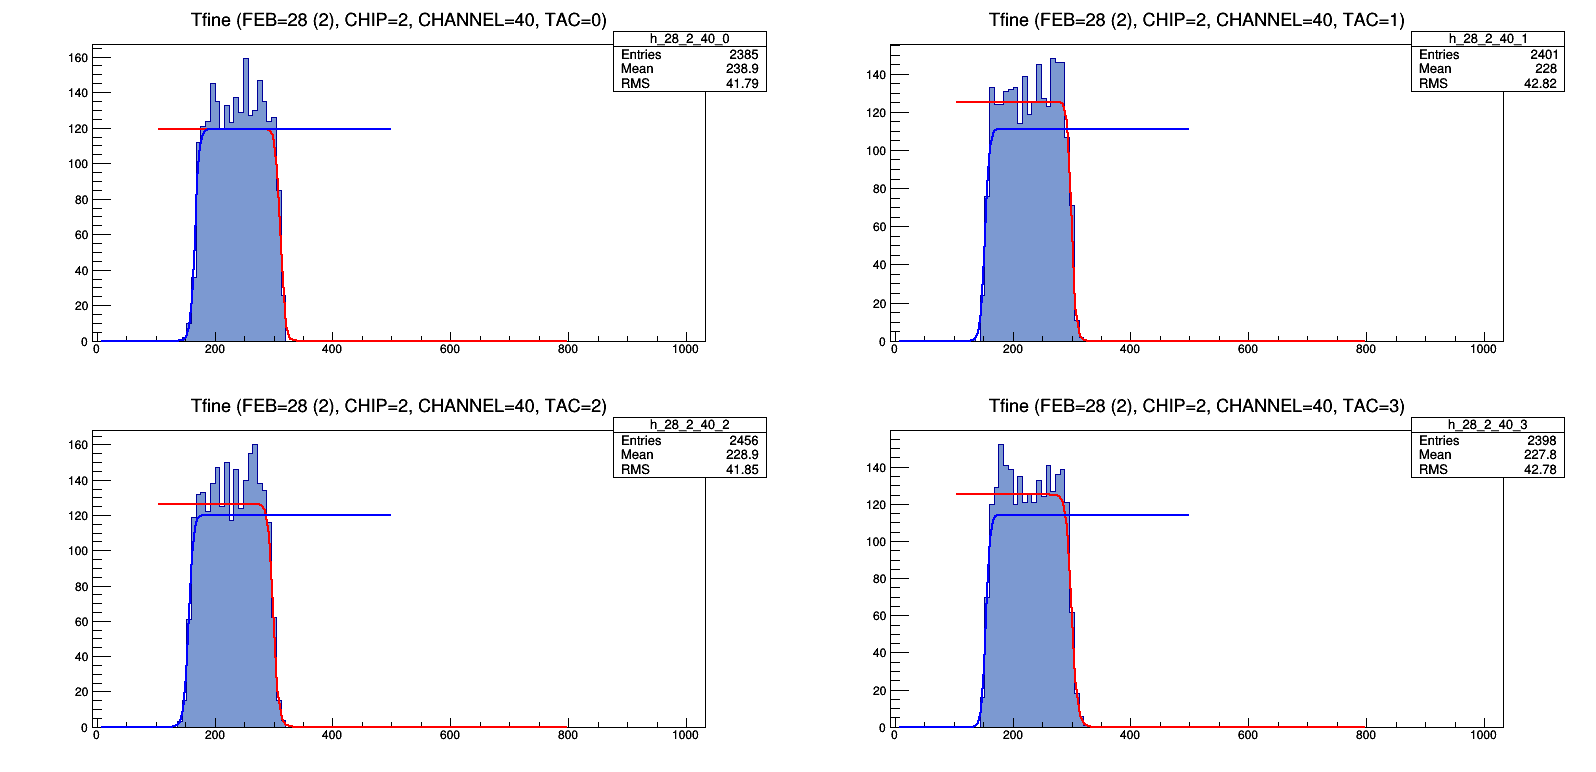 Tfine (FEB=28 (2), CHIP=2, CHANNEL=40, TAC=0)
h_28_2_40_0
Entries 2385
Mean 238.9
RMS 41.79
160
140
120
100
80
60
40
20
0
0 200 400 600 800 1000
Tfine (FEB=28 (2), CHIP=2, CHANNEL=40, TAC=1)
h_28_2_40_1
Entries 2401
Mean 228
RMS 42.82
140
120
100
80
60
40
20
0
0 200 400 600 800 1000
Tfine (FEB=28 (2), CHIP=2, CHANNEL=40, TAC=2)
h_28_2_40_2
Entries 2456
Mean 228.9
RMS 41.85
160
140
120
100
80
60
40
20
0
0 200 400 600 800 1000
Tfine (FEB=28 (2), CHIP=2, CHANNEL=40, TAC=3)
h_28_2_40_3
Entries 2398
Mean 227.8
RMS 42.78
140
120
100
80
60
40
20
0
0 200 400 600 800 1000